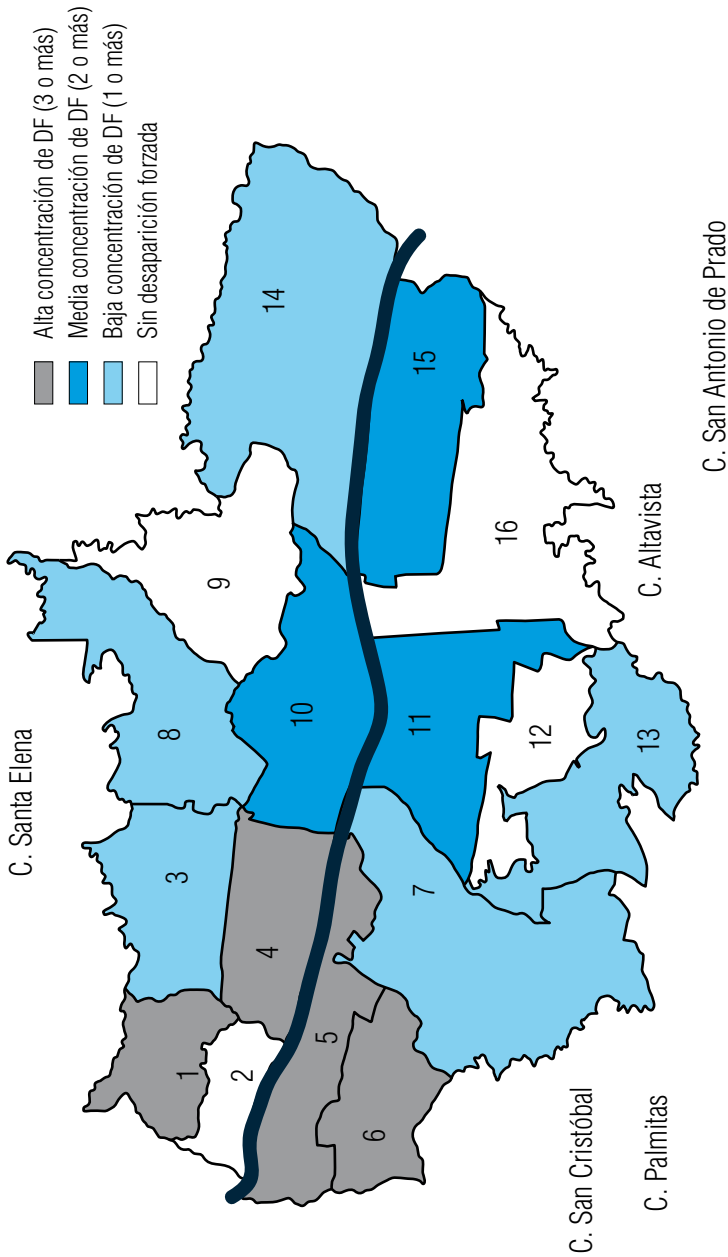 Alta concentración de DF (3 o más)
Media concentración de DF (2 o más)
Baja concentración de DF (1 o más)
Sin desaparición forzada
C. Santa Elena
1
2
3
4
5
6
7
8
9
10
11
12
13
14
15
16
C. San Cristóbal
C. Palmitas
C. Altavista
C. San Antonio de Prado